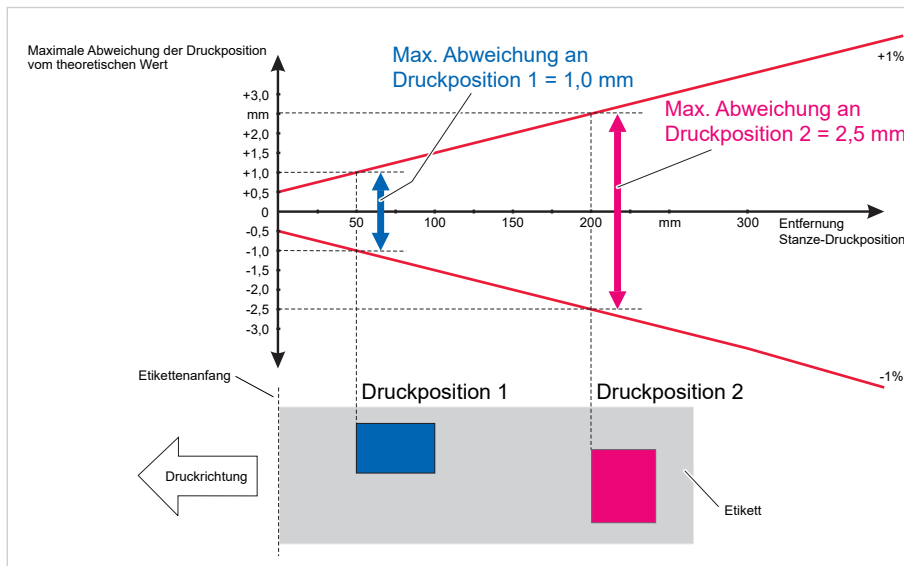 Maximale Abweichung der Druckposition
vom theoretischen Wert
Max. Abweichung an
Druckposition 1 = 1,0 mm
+1%
Max. Abweichung an
Druckposition 2 = 2,5 mm
+3,0
mm
+2,0
+1,5
+1,0
+0,5
0
-0,5
-1,0
-1,5
-2,0
-2,5
-3,0
50
100
150
200
mm
300
Entfernung
Stanze-Druckposition
-1%
Etikettenanfang
Druckposition 1
Druckposition 2
Druckrichtung
Etikett